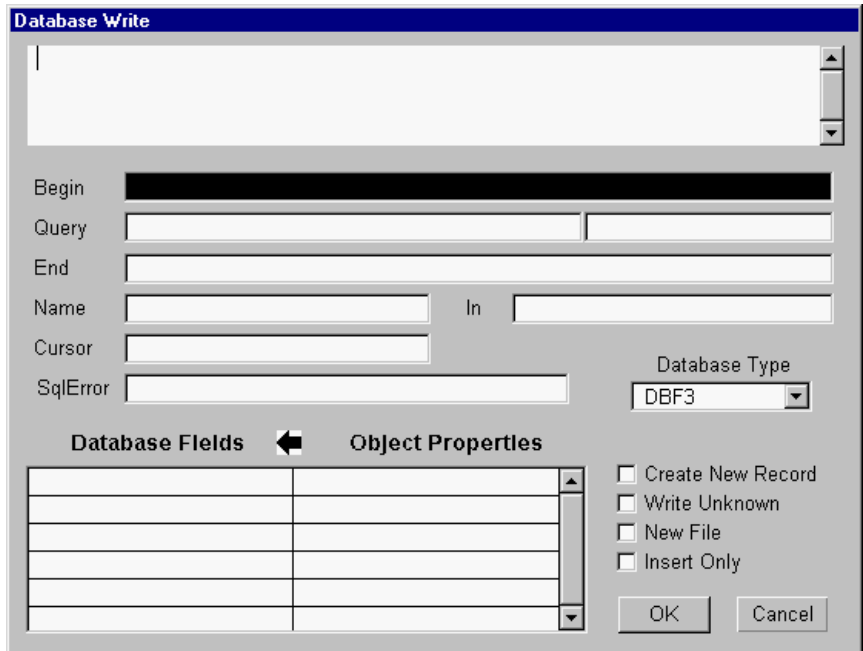 Database Write
Begin
Query
End
Name In
Cursor
SqlError
Database Type
DBF3
Database Fields Object Properties
Create New Record
Write Unknown
New File
Insert Only
OK Cancel